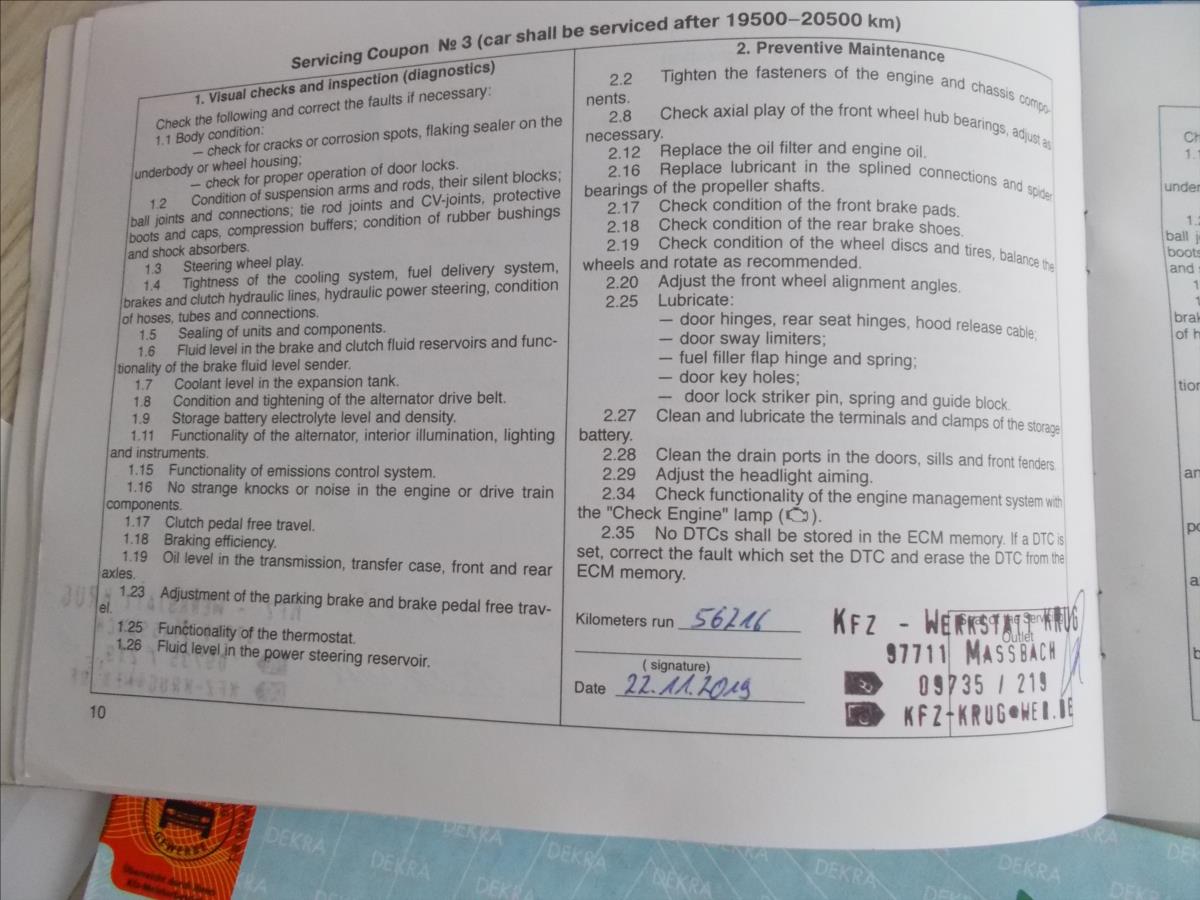 Servicing Coupon № 3 (car shall be serviced after 19500–20500 km)
1. Visual checks and inspection (diagnostics)
Check the following and correct the faults if necessary:
1.1 Body condition:
— check for cracks or corrosion spots, flaking sealer on the
underbody or wheel housing;
— check for proper operation of door locks.
1.2 Condition of suspension arms and rods, their silent blocks;
ball joints and connections; tie rod joints and CV-joints, protective
boots and caps, compression buffers; condition of rubber bushings
and shock absorbers.
1.3 Steering wheel play.
1.4 Tightness of the cooling system, fuel delivery system,
brakes and clutch hydraulic lines, hydraulic power steering, condition
of hoses, tubes and connections.
1.5 Sealing of units and components.
1.6 Fluid level in the brake and clutch fluid reservoirs and func-
tionality of the brake fluid level sender.
1.7 Coolant level in the expansion tank.
1.8 Condition and tightening of the alternator drive belt.
1.9 Storage battery electrolyte level and density.
1.11 Functionality of the alternator, interior illumination, lighting
and instruments.
1.15 Functionality of emissions control system.
1.16 No strange knocks or noise in the engine or drive train
components.
1.17 Clutch pedal free travel.
1.18 Braking efficiency.
1.19 Oil level in the transmission, transfer case, front and rear
axles.
1.23 Adjustment of the parking brake and brake pedal free trav-
el.
1.25 Functionality of the thermostat.
1.26 Fluid level in the power steering reservoir.
10
2. Preventive Maintenance
2.2 Tighten the fasteners of the engine and chassis compo-
nents.
2.8 Check axial play of the front wheel hub bearings, adjust as
necessary.
2.12 Replace the oil filter and engine oil.
2.16 Replace lubricant in the splined connections and spider
bearings of the propeller shafts.
2.17 Check condition of the front brake pads.
2.18 Check condition of the rear brake shoes.
2.19 Check condition of the wheel discs and tires, balance the
wheels and rotate as recommended.
2.20 Adjust the front wheel alignment angles.
2.25 Lubricate:
— door hinges, rear seat hinges, hood release cable;
— door sway limiters;
— fuel filler flap hinge and spring;
— door key holes;
— door lock striker pin, spring and guide block.
2.27 Clean and lubricate the terminals and clamps of the storage
battery.
2.28 Clean the drain ports in the doors, sills and front fenders.
2.29 Adjust the headlight aiming.
2.34 Check functionality of the engine management system with
the "Check Engine" lamp ( ).
2.35 No DTCs shall be stored in the ECM memory. If a DTC is
set, correct the fault which set the DTC and erase the DTC from the
ECM memory.
Kilometers run 56216
(signature)
Date 22.11.2019
KFZ - WERKSTATT KRUG
97711 MASSBACH
09735 / 219
KFZ-KRUG@WEB.DE
Outlet
DEKRA DEKRA DEKRA DEKRA DEKRA
GEWERBE